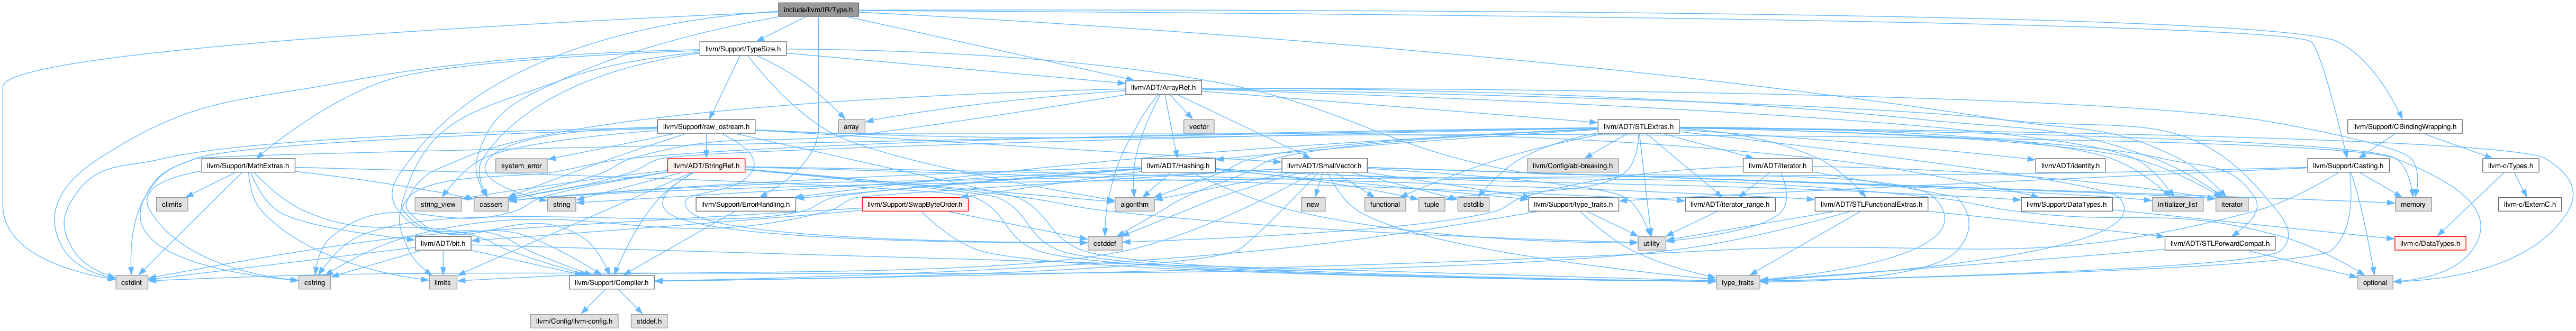 include/llvm/IR/Type.h
llvm/Support/TypeSize.h
llvm/ADT/ArrayRef.h
llvm/Support/raw_ostream.h
array
vector
llvm/ADT/STLExtras.h
llvm/Support/CBindingWrapping.h
llvm/Support/MathExtras.h
system_error
llvm/ADT/StringRef.h
llvm/ADT/Hashing.h
llvm/ADT/SmallVector.h
llvm/Config/abi-breaking.h
llvm/ADT/iterator.h
llvm/ADT/identity.h
llvm/Support/Casting.h
llvm-c/Types.h
climits
string_view
cassert
string
llvm/Support/ErrorHandling.h
llvm/Support/SwapByteOrder.h
algorithm
new
functional
tuple
cstdlib
llvm/Support/type_traits.h
llvm/ADT/iterator_range.h
llvm/ADT/STLFunctionalExtras.h
llvm/Support/DataTypes.h
initializer_list
iterator
memory
llvm-c/ExternC.h
llvm/ADT/bit.h
cstddef
utility
llvm/ADT/STLForwardCompat.h
llvm-c/DataTypes.h
cstdint
cstring
limits
llvm/Support/Compiler.h
type_traits
optional
llvm/Config/llvm-config.h
stddef.h